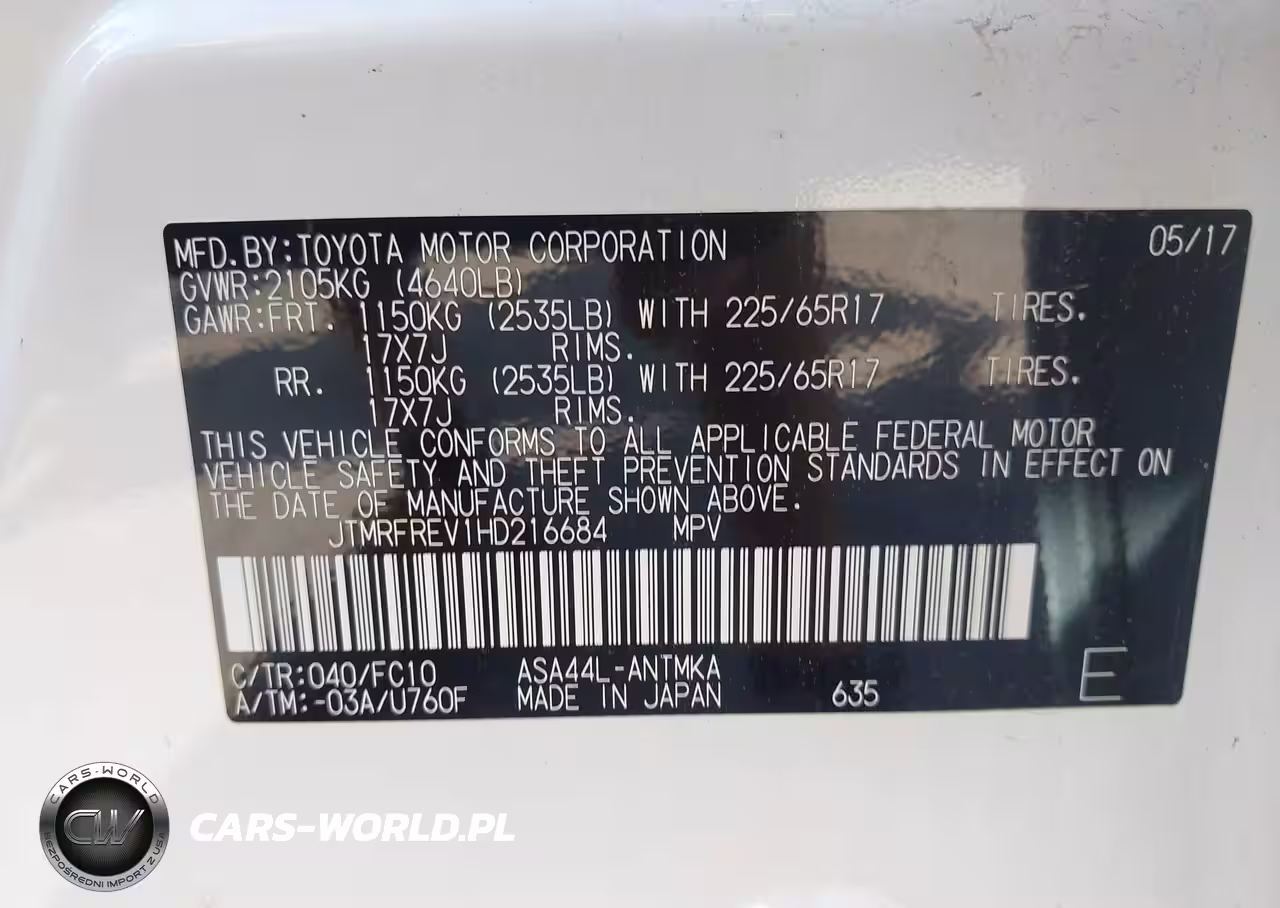 MFD.BY:TOYOTA MOTOR CORPORATION 05/17
GVWR:2105KG (4640LB)
GAWR:FRT. 1150KG (2535LB) WITH 225/65R17 TIRES.
17X7J RIMS.
RR. 1150KG (2535LB) WITH 225/65R17 TIRES.
17X7J RIMS.
THIS VEHICLE CONFORMS TO ALL APPLICABLE FEDERAL MOTOR
VEHICLE SAFETY AND THEFT PREVENTION STANDARDS IN EFFECT ON
THE DATE OF MANUFACTURE SHOWN ABOVE.
JTMRFREV1HD216684 MPV
C/TR:040/FC10 ASA44L-ANTMKA
A/TM:-03A/U760F MADE IN JAPAN 635 E
CARS-WORLD
CW
BEZPOŚREDNI IMPORT Z USA
CARS-WORLD.PL